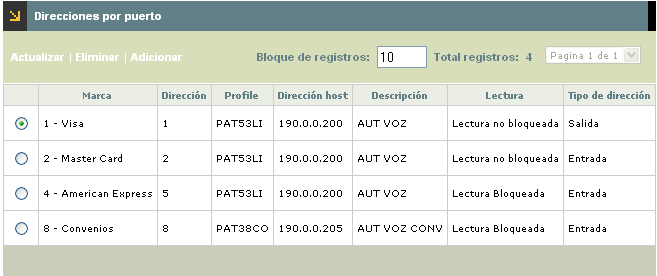 Direcciones por puerto
Actualizar | Eliminar | Adicionar Bloque de registros: 10 Total registros: 4 Pagina 1 de 1
Marca Dirección Profile Dirección host Descripción Lectura Tipo de dirección
1 - Visa 1 PAT53LI 190.0.0.200 AUT VOZ Lectura no bloqueada Salida
2 - Master Card 2 PAT53LI 190.0.0.200 AUT VOZ Lectura no bloqueada Entrada
4 - American Express 5 PAT53LI 190.0.0.200 AUT VOZ Lectura Bloqueada Entrada
8 - Convenios 8 PAT38CO 190.0.0.205 AUT VOZ CONV Lectura Bloqueada Entrada